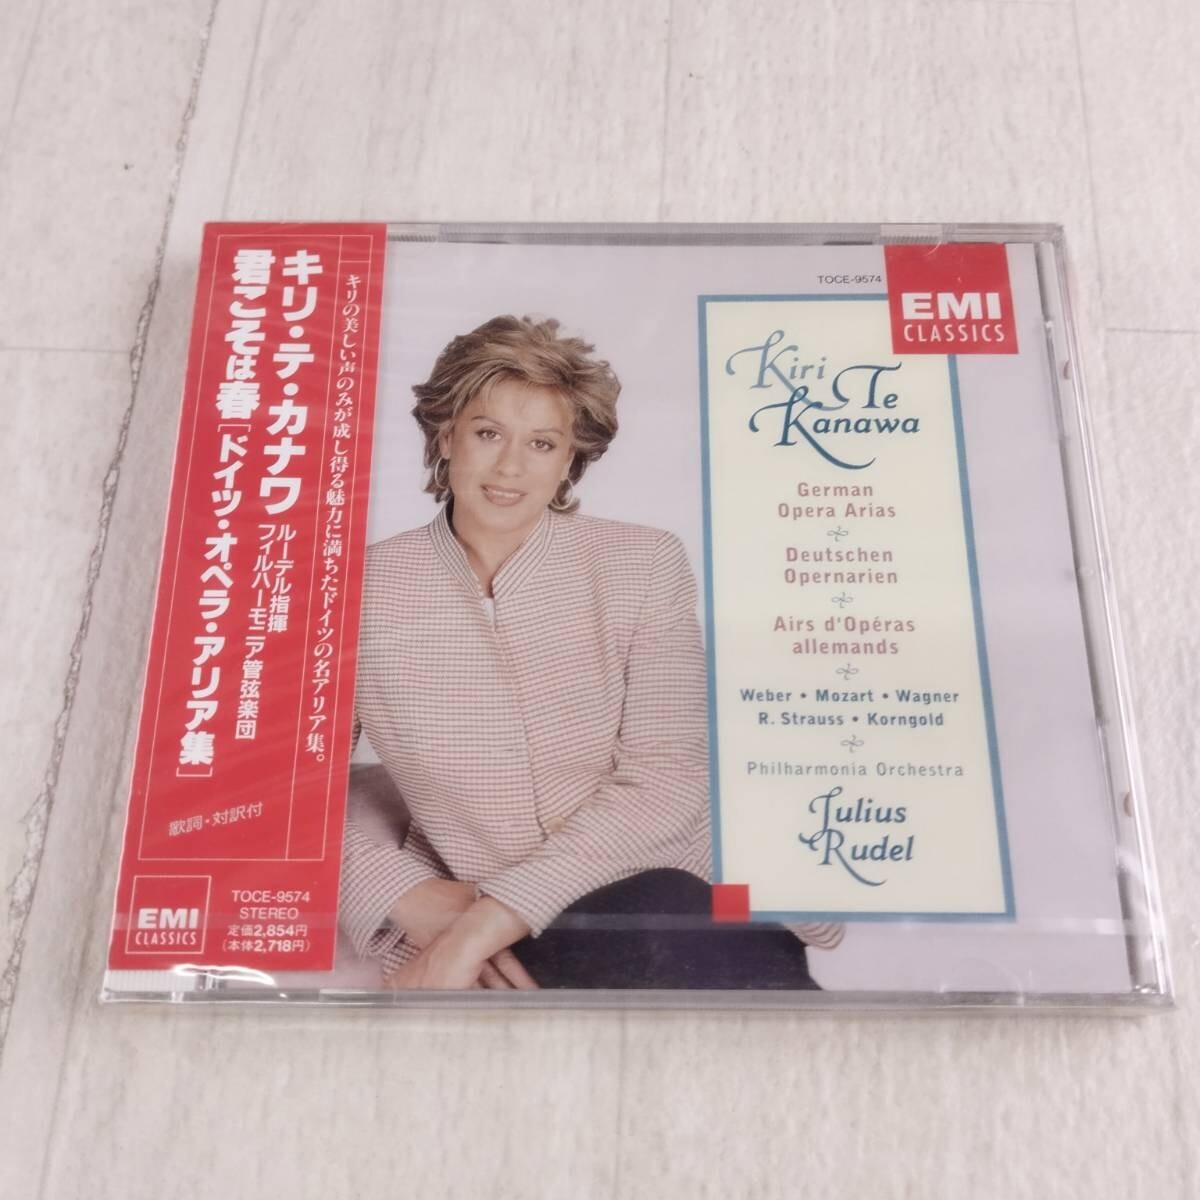 キリの美しい声のみが成し得る魅力に満ちたドイツの名アリア集。
キリ・テ・カナワ
ルーデル指揮
フィルハーモニア管弦楽団
君こそは春[ドイツ・オペラ・アリア集]
歌詞・対訳付
EMI
CLASSICS
TOCE-9574
STEREO
定価2,854円
(本体2,718円)
TOCE-9574
EMI
CLASSICS
Kiri
Te
Kanawa
German
Opera Arias
Deutschen
Opernarien
Airs d'Opéras
allemands
Weber • Mozart • Wagner
R. Strauss • Korngold
Philharmonia Orchestra
Julius
Rudel